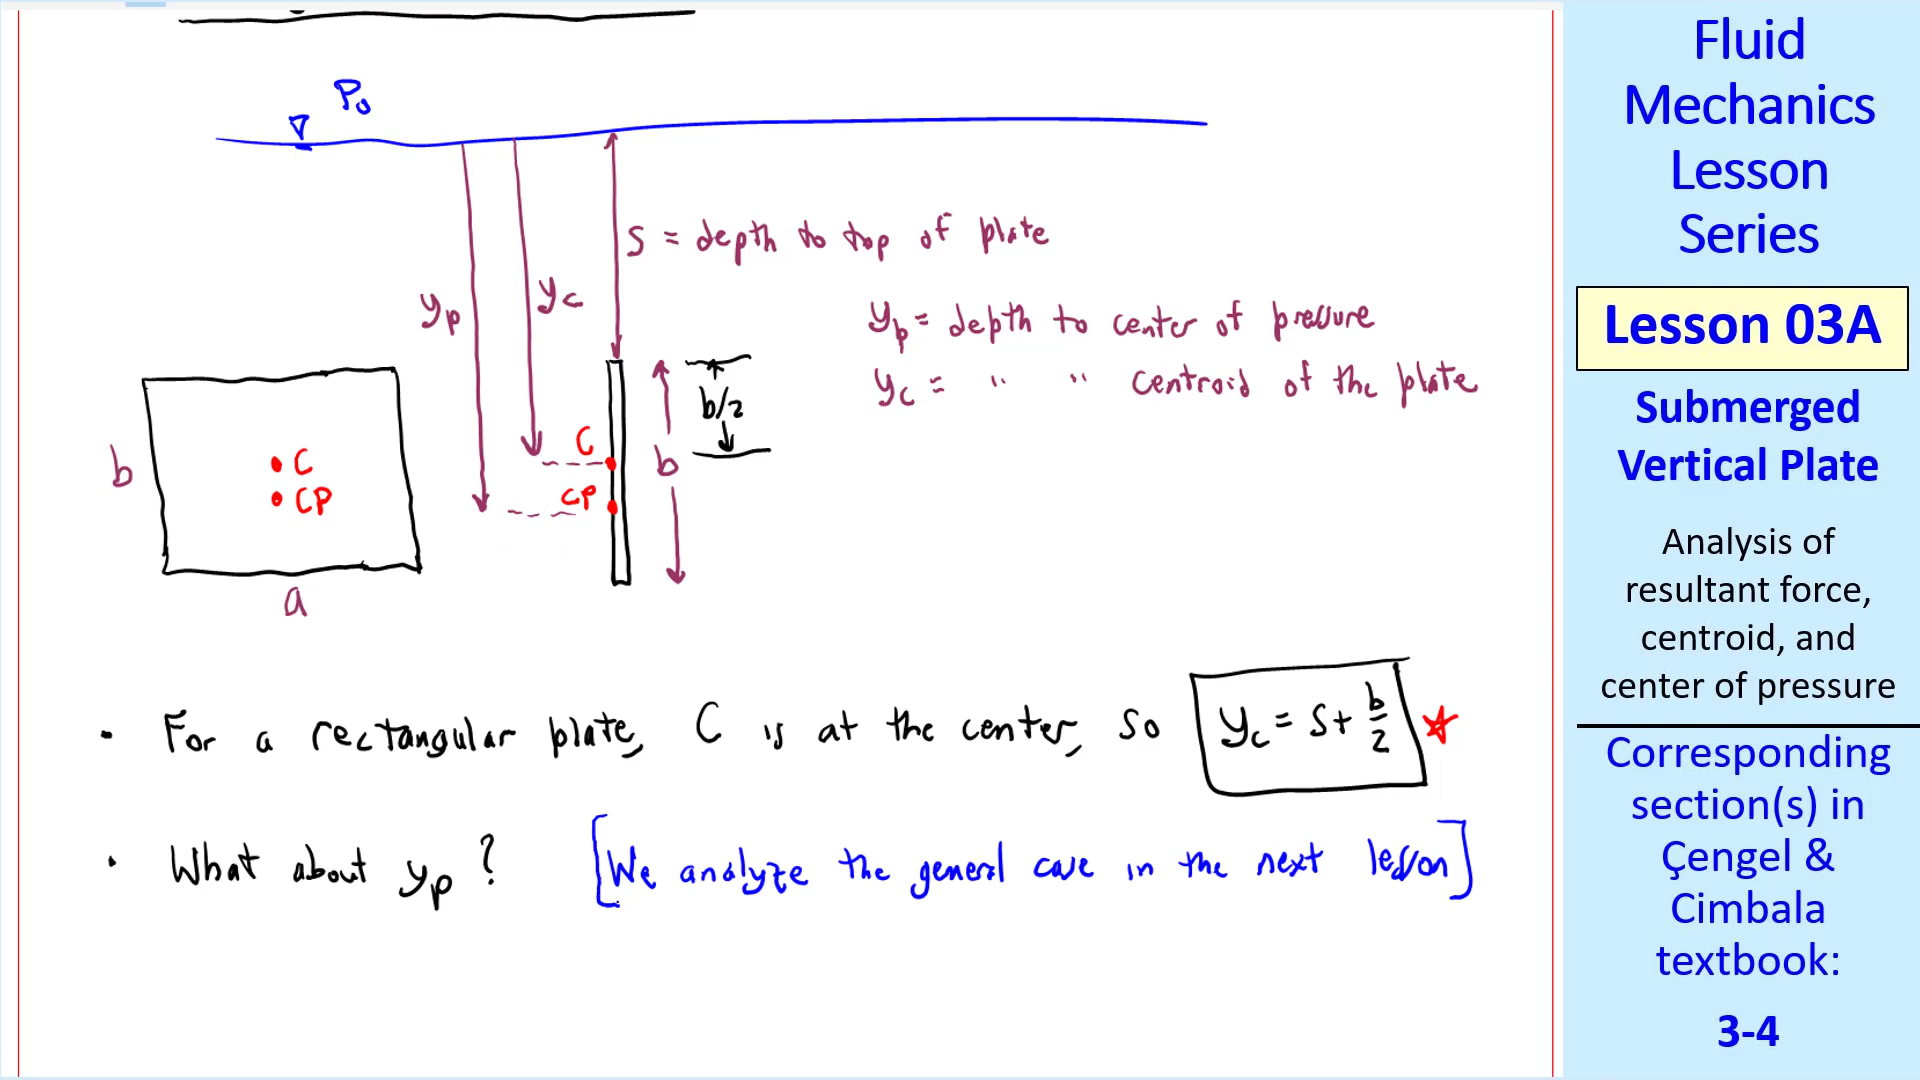 P₀
S = depth to top of plate
yp
yc
yp = depth to center of pressure
yc = " " centroid of the plate
b/2
C
b
CP
b
C
CP
a
• For a rectangular plate, C is at the center, so yc = S + b/2
• What about yp ? [We analyze the general case in the next lesson]
Fluid
Mechanics
Lesson
Series
Lesson 03A
Submerged
Vertical Plate
Analysis of
resultant force,
centroid, and
center of pressure
Corresponding
section(s) in
Çengel &
Cimbala
textbook:
3-4